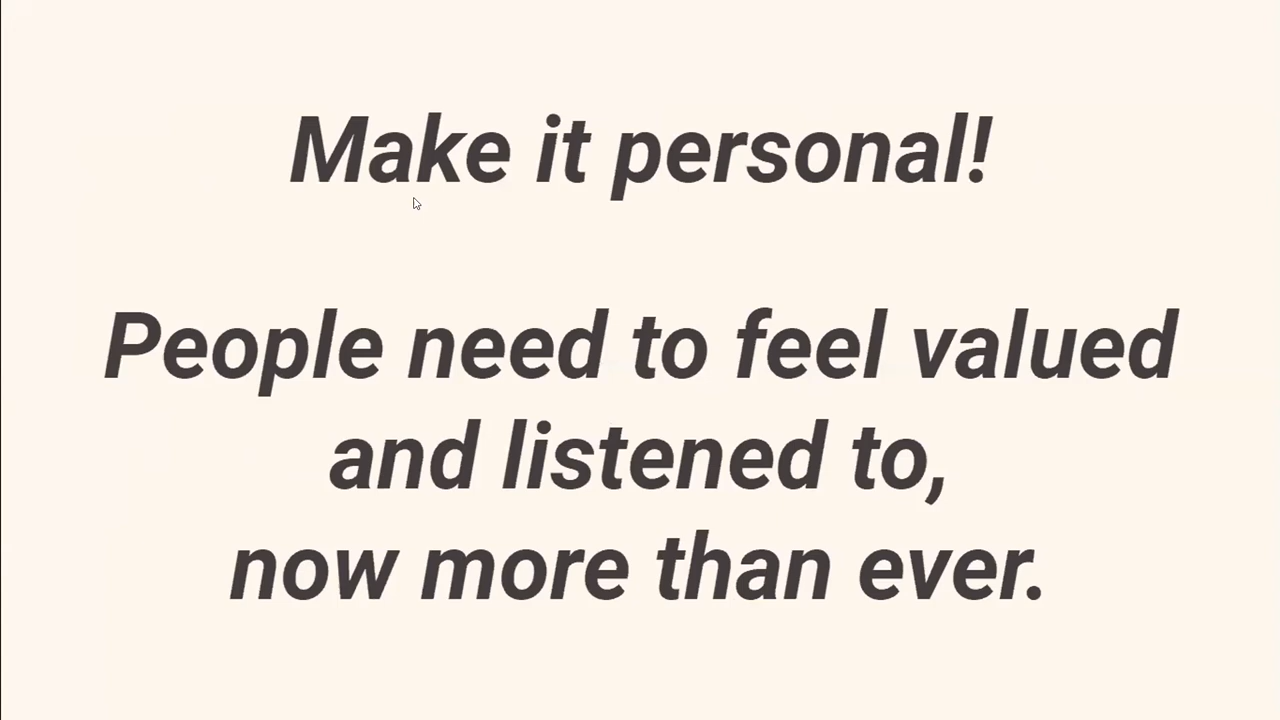 Make it personal!
People need to feel valued
and listened to,
now more than ever.